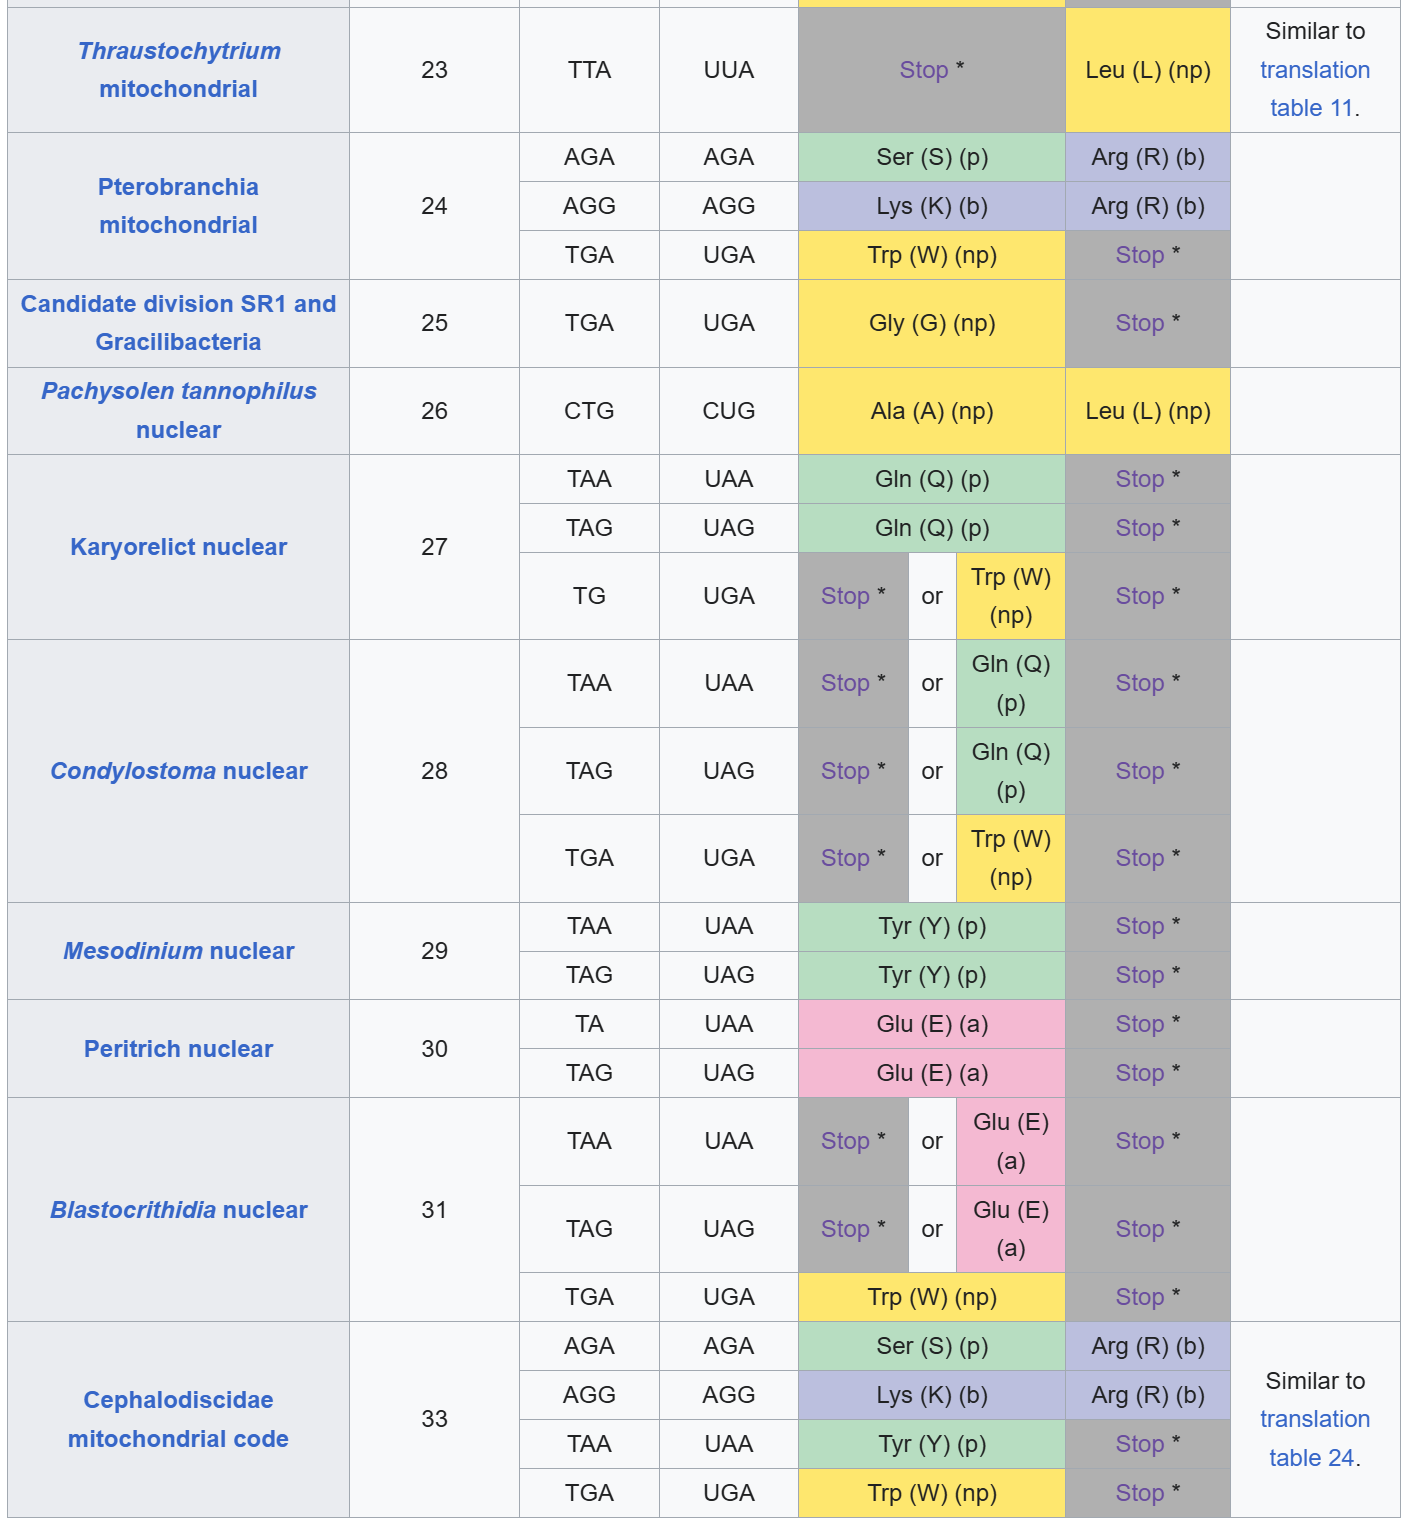 Thraustochytrium
mitochondrial
23
TTA
UUA
Stop *
Leu (L) (np)
Similar to
translation
table 11.
Pterobranchia
mitochondrial
24
AGA
AGA
Ser (S) (p)
Arg (R) (b)
AGG
AGG
Lys (K) (b)
Arg (R) (b)
TGA
UGA
Trp (W) (np)
Stop *
Candidate division SR1 and
Gracilibacteria
25
TGA
UGA
Gly (G) (np)
Stop *
Pachysolen tannophilus
nuclear
26
CTG
CUG
Ala (A) (np)
Leu (L) (np)
Karyorelict nuclear
27
TAA
UAA
Gln (Q) (p)
Stop *
TAG
UAG
Gln (Q) (p)
Stop *
TG
UGA
Stop *
or
Trp (W)
(np)
Stop *
Condylostoma nuclear
28
TAA
UAA
Stop *
or
Gln (Q)
(p)
Stop *
TAG
UAG
Stop *
or
Gln (Q)
(p)
Stop *
TGA
UGA
Stop *
or
Trp (W)
(np)
Stop *
Mesodinium nuclear
29
TAA
UAA
Tyr (Y) (p)
Stop *
TAG
UAG
Tyr (Y) (p)
Stop *
Peritrich nuclear
30
TA
UAA
Glu (E) (a)
Stop *
TAG
UAG
Glu (E) (a)
Stop *
Blastocrithidia nuclear
31
TAA
UAA
Stop *
or
Glu (E)
(a)
Stop *
TAG
UAG
Stop *
or
Glu (E)
(a)
Stop *
TGA
UGA
Trp (W) (np)
Stop *
Cephalodiscidae
mitochondrial code
33
AGA
AGA
Ser (S) (p)
Arg (R) (b)
AGG
AGG
Lys (K) (b)
Arg (R) (b)
TAA
UAA
Tyr (Y) (p)
Stop *
TGA
UGA
Trp (W) (np)
Stop *
Similar to
translation
table 24.